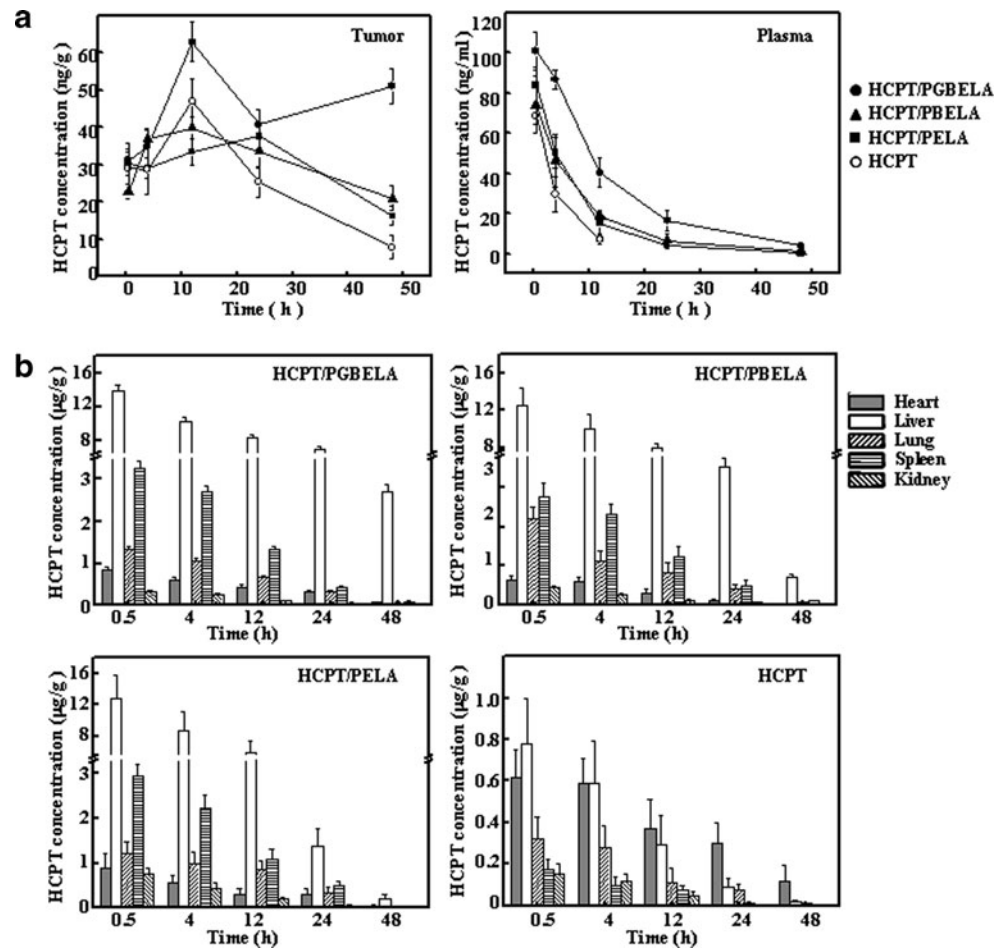 a
Tumor
HCPT concentration (ng/g)
60
50
40
30
20
10
0
0 10 20 30 40 50
Time ( h )
Plasma
HCPT concentration (ng/ml)
100
80
60
40
20
0
0 10 20 30 40 50
Time ( h )
HCPT/PGBELA
HCPT/PBELA
HCPT/PELA
HCPT
b
HCPT/PGBELA
HCPT concentration (µg/g)
16
12
8
3
2
1
0
0.5 4 12 24 48
Time (h)
HCPT/PBELA
HCPT concentration (µg/g)
16
12
8
3
2
1
0
0.5 4 12 24 48
Time (h)
Heart
Liver
Lung
Spleen
Kidney
HCPT/PELA
HCPT concentration (µg/g)
16
12
8
3
2
1
0
0.5 4 12 24 48
Time (h)
HCPT
HCPT concentration (µg/g)
1.0
0.8
0.6
0.4
0.2
0
0.5 4 12 24 48
Time (h)